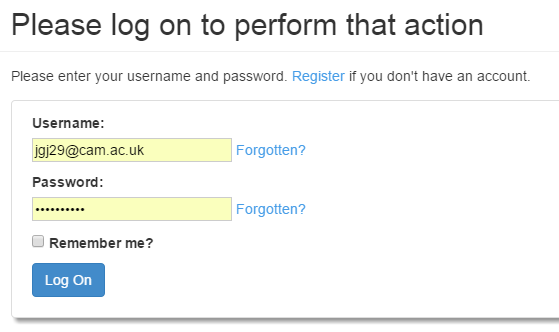 Please log on to perform that action
Please enter your username and password. Register if you don't have an account.
Username:
jgj29@cam.ac.uk Forgotten?
Password:
•••••••••• Forgotten?
Remember me?
Log On